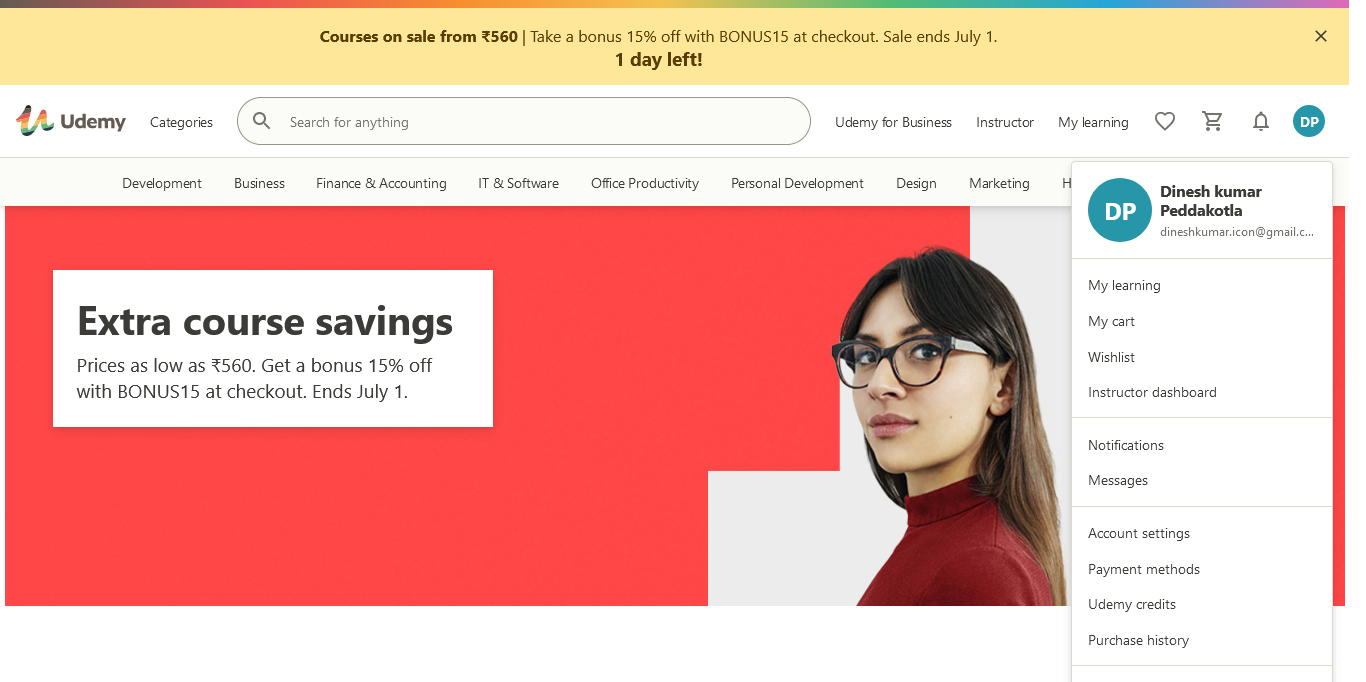 Courses on sale from ₹560 | Take a bonus 15% off with BONUS15 at checkout. Sale ends July 1.
1 day left!
Udemy
Categories
Search for anything
Udemy for Business
Instructor
My learning
DP
Development
Business
Finance & Accounting
IT & Software
Office Productivity
Personal Development
Design
Marketing
Extra course savings
Prices as low as ₹560. Get a bonus 15% off
with BONUS15 at checkout. Ends July 1.
DP
Dinesh kumar
Peddakotla
dineshkumar.icon@gmail.c...
My learning
My cart
Wishlist
Instructor dashboard
Notifications
Messages
Account settings
Payment methods
Udemy credits
Purchase history